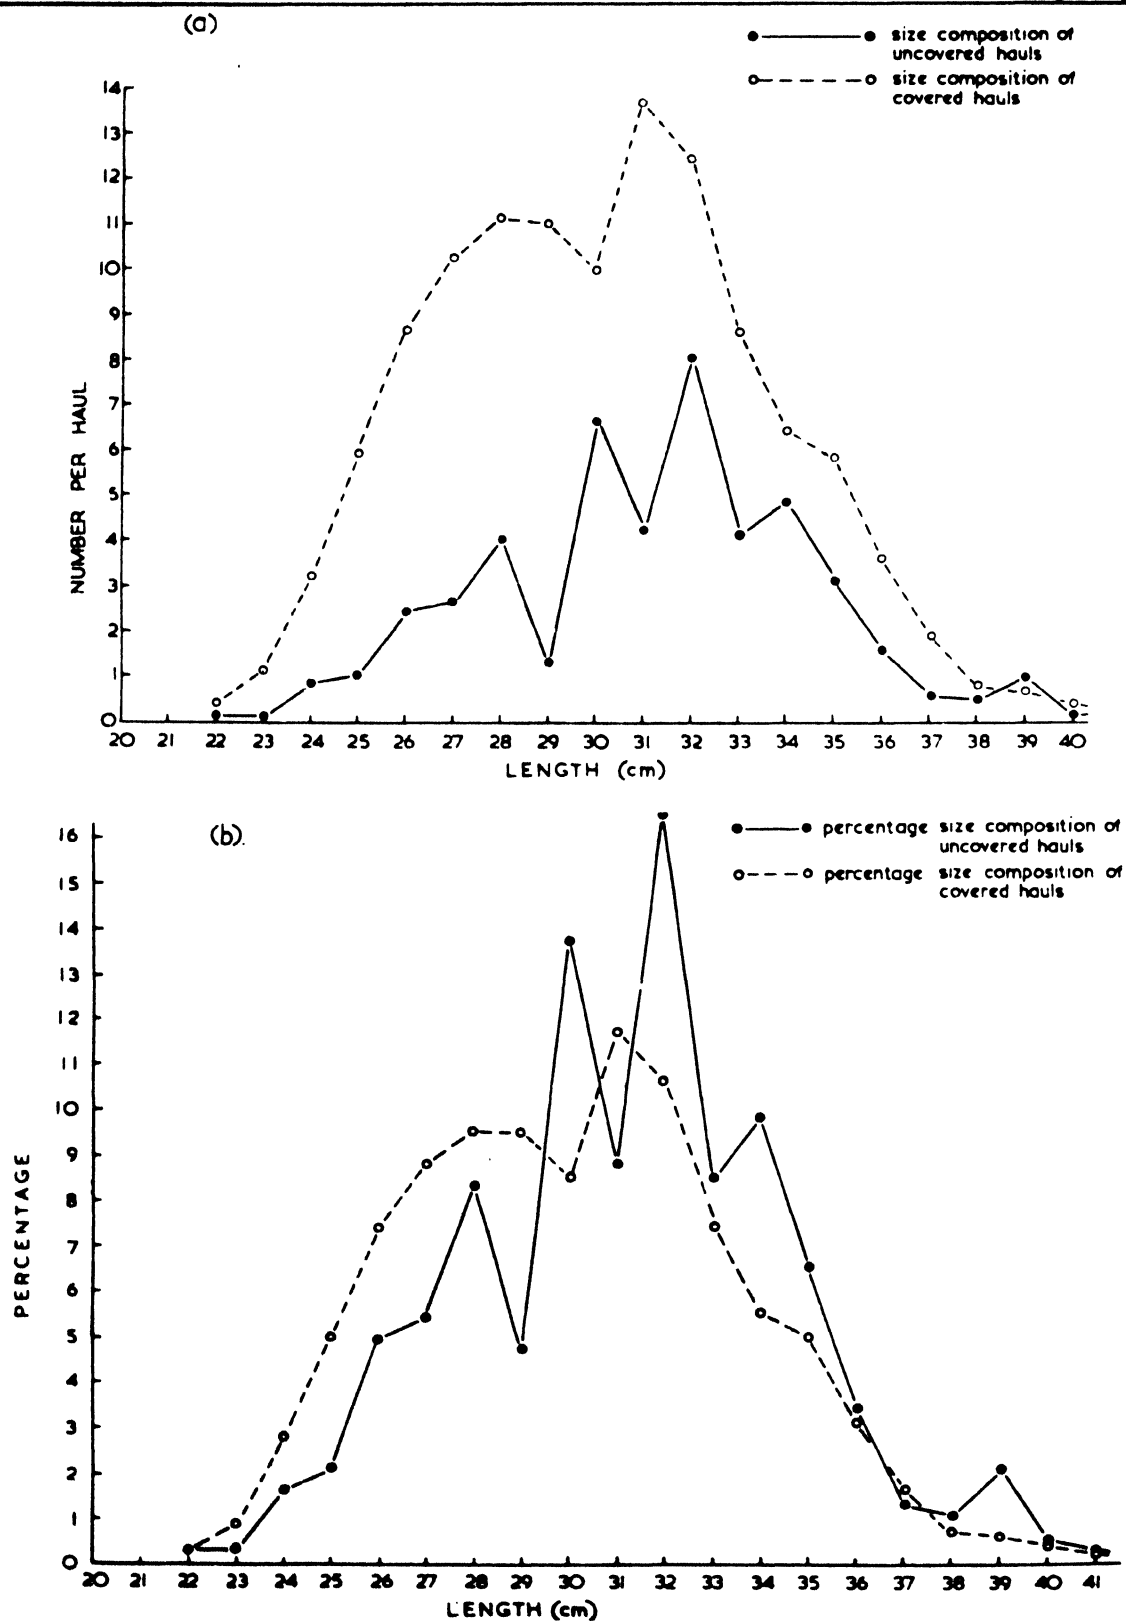 (a)
size composition of
uncovered hauls
size composition of
covered hauls
14
13
12
11
10
9
8
7
6
5
4
3
2
1
0
NUMBER PER HAUL
20 21 22 23 24 25 26 27 28 29 30 31 32 33 34 35 36 37 38 39 40
LENGTH (cm)
(b).
percentage size composition of
uncovered hauls
percentage size composition of
covered hauls
16
15
14
13
12
11
10
9
8
7
6
5
4
3
2
1
0
PERCENTAGE
20 21 22 23 24 25 26 27 28 29 30 31 32 33 34 35 36 37 38 39 40 41
LENGTH (cm)